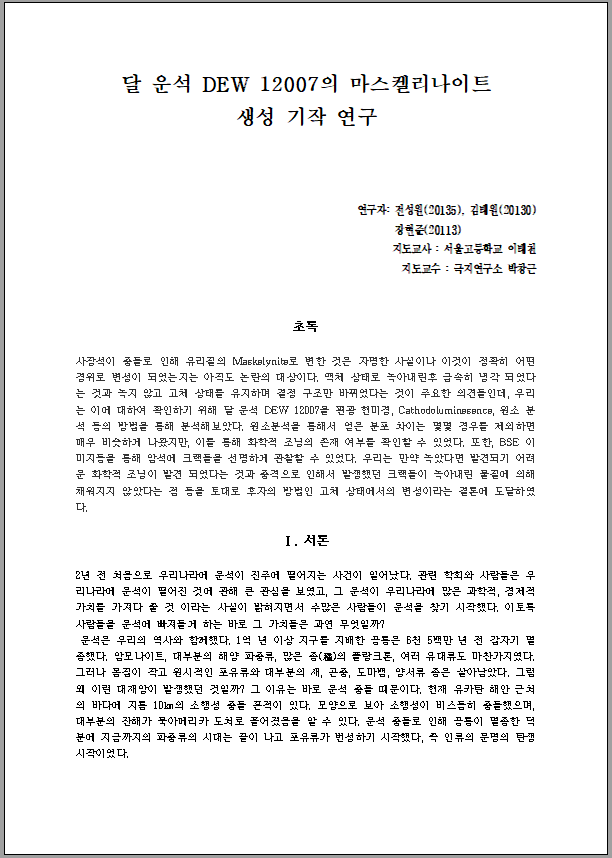 달 운석 DEW 12007의 마스켈리나이트
생성 기작 연구
연구자: 전성원(20135), 김태원(20130)
정현준(20113)
지도교사 : 서울고등학교 이태원
지도교수 : 극지연구소 박창근
초록
사장석이 충돌로 인해 유리질의 Maskelynite로 변한 것은 자명한 사실이나 이것이 정확히 어떤
경위로 변성이 되었는지는 아직도 논란의 대상이다. 액체 상태로 녹아내린후 급속히 냉각 되었다
는 것과 녹지 않고 고체 상태를 유지하며 결정 구조만 바뀌었다는 것이 주요한 의견들인데, 우리
는 이에 대하여 확인하기 위해 달 운석 DEW 12007을 편광 현미경, Cathodoluminesence, 원소 분
석 등의 방법을 통해 분석해보았다. 원소분석을 통해서 얻은 분포 차이는 몇몇 경우를 제외하면
매우 비슷하게 나왔지만, 이를 통해 화학적 조닝의 존재 여부를 확인할 수 있었다. 또한, BSE 이
미지등을 통해 암석에 크랙들을 선명하게 관찰할 수 있었다. 우리는 만약 녹았다면 발견되기 어려
운 화학적 조닝이 발견 되었다는 것과 충격으로 인해서 발생했던 크랙들이 녹아내린 물질에 의해
채워지지 않았다는 점 등을 토대로 후자의 방법인 고체 상태에서의 변성이라는 결론에 도달하였
다.
I. 서론
2년 전 처음으로 우리나라에 운석이 진주에 떨어지는 사건이 일어났다. 관련 학회와 사람들은 우
리나라에 운석이 떨어진 것에 관해 큰 관심을 보였고, 그 운석이 우리나라에 많은 과학적, 경제적
가치를 가져다 줄 것 이라는 사실이 밝혀지면서 수많은 사람들이 운석을 찾기 시작했다. 이토록
사람들을 운석에 빠져들게 하는 바로 그 가치들은 과연 무엇일까?
운석은 우리의 역사와 함께했다. 1억 년 이상 지구를 지배한 공룡은 6천 5백만 년 전 갑자기 멸
종했다. 암모나이트, 대부분의 해양 파충류, 많은 종(種)의 플랑크톤, 여러 유대류도 마찬가지였다.
그러나 몸집이 작고 원시적인 포유류와 대부분의 새, 곤충, 도마뱀, 양서류 등은 살아남았다. 그럼
왜 이런 대재앙이 발생했던 것일까? 그 이유는 바로 운석 충돌 때문이다. 현재 유카탄 해안 근처
의 바다에 지름 10km의 소행성 충돌 흔적이 있다. 모양으로 보아 소행성이 비스듬히 충돌했으며,
대부분의 잔해가 북아메리카 도처로 흩어졌음을 알 수 있다. 운석 충돌로 인해 공룡이 멸종한 덕
분에 지금까지의 파충류의 시대는 끝이 나고 포유류가 번성하기 시작했다, 즉 인류의 문명의 탄생
시작이었다.